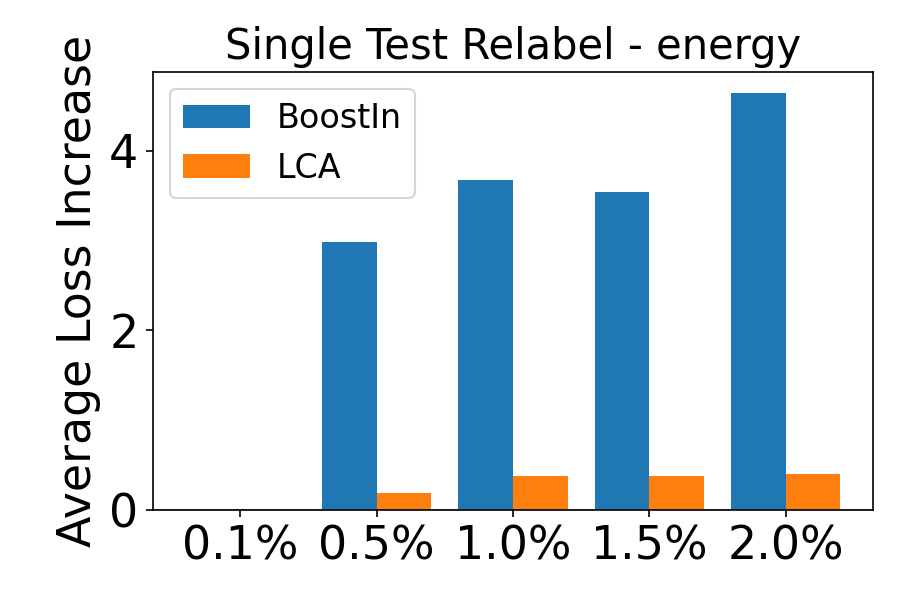 Single Test Relabel - energy
Average Loss Increase
BoostIn
LCA
4
2
0
0.1% 0.5% 1.0% 1.5% 2.0%